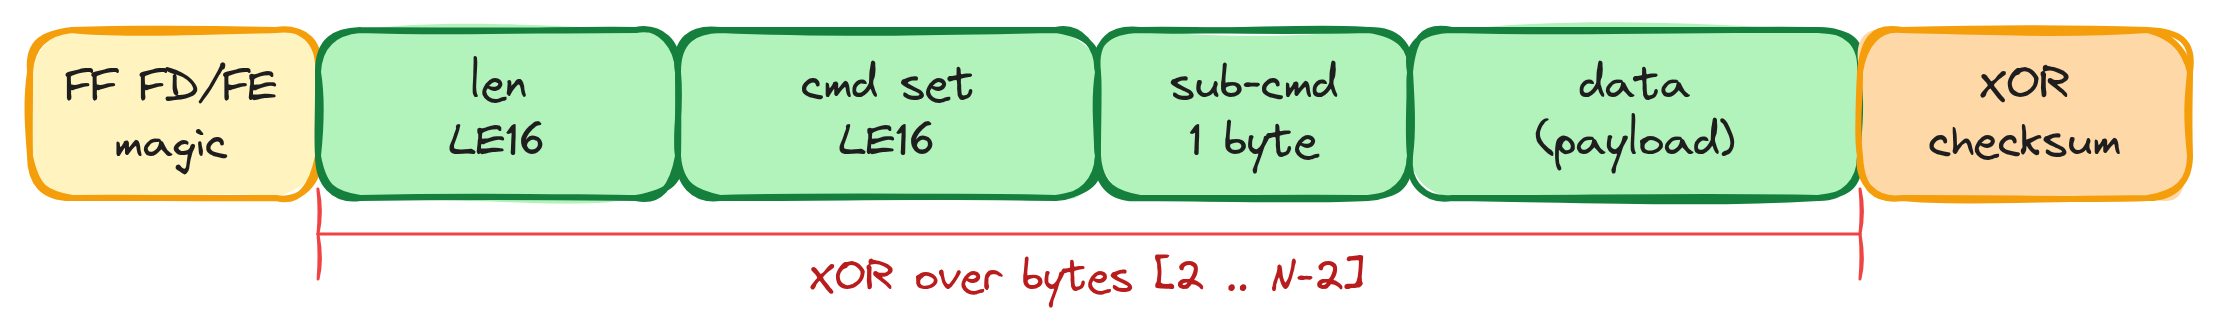 FF FD/FE
magic
len
LE16
cmd set
LE16
sub-cmd
1 byte
data
(payload)
XOR
checksum
XOR over bytes [2 .. N-2]